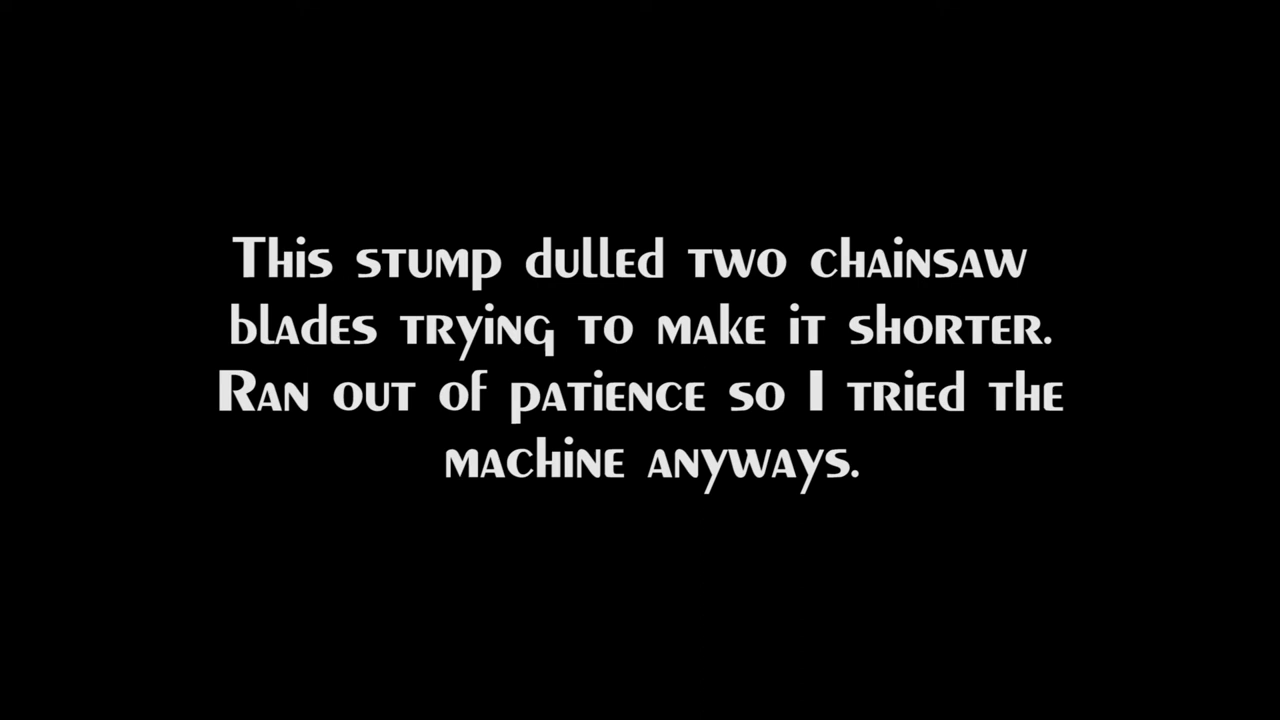 This stump dulled two chainsaw
blades trying to make it shorter.
Ran out of patience so I tried the
machine anyways.